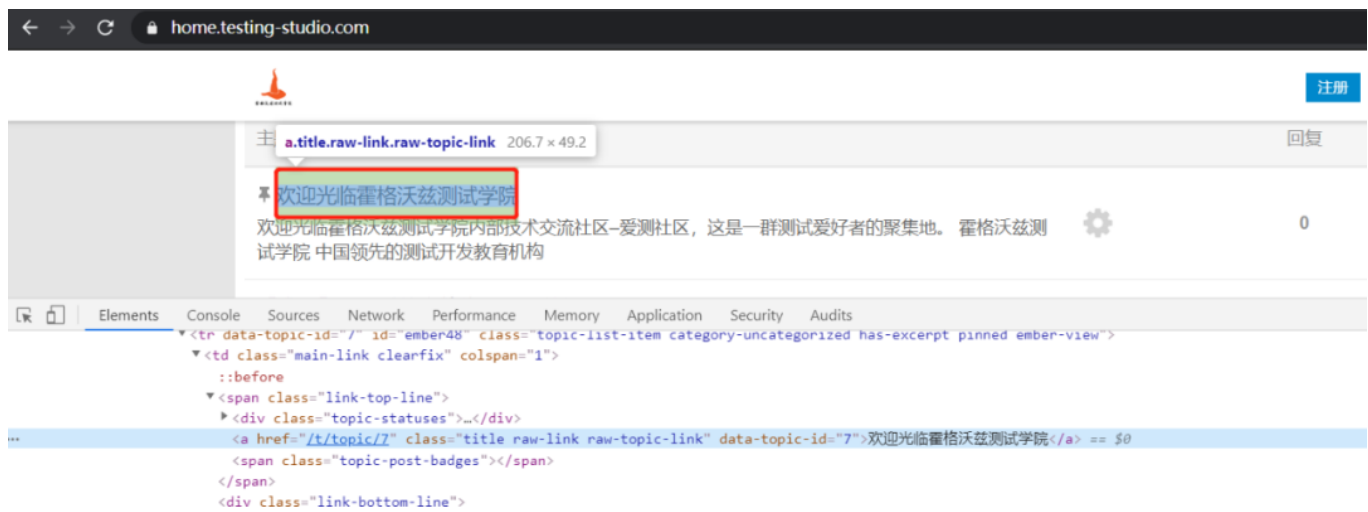 home.testing-studio.com
注册
主
a.title.raw-link.raw-topic-link 206.7 × 49.2
回复
欢迎光临霍格沃兹测试学院
欢迎光临霍格沃兹测试学院内部技术交流社区–爱测社区，这是一群测试爱好者的聚集地。 霍格沃兹测
0
试学院 中国领先的测试开发教育机构
Elements Console Sources Network Performance Memory Application Security Audits
▼<tr data-topic-id="7" id="ember48" class="topic-list-item category-uncategorized has-excerpt pinned ember-view">
▼<td class="main-link clearfix" colspan="1">
::before
▼<span class="link-top-line">
▶<div class="topic-statuses">…</div>
<a href="/t/topic/7" class="title raw-link raw-topic-link" data-topic-id="7">欢迎光临霍格沃兹测试学院</a> == $0
<span class="topic-post-badges"></span>
</span>
<div class="link-bottom-line">